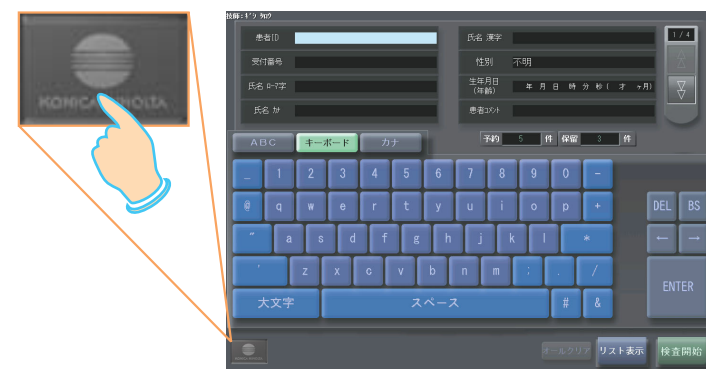 技師:ｷﾞｼ ﾀﾛｳ
患者ID
氏名 漢字
1/4
受付番号
性別 不明
氏名 ﾛｰﾏ字
生年月日
(年齢)
年 月 日 時 分 秒 ( 才 ヶ月)
氏名 ｶﾅ
患者ｺﾒﾝﾄ
KONICA MINOLTA
ABC キーボード カナ
予約 5 件 保留 3 件
_ 1 2 3 4 5 6 7 8 9 0 -
@ q w e r t y u i o p + DEL BS
~ a s d f g h j k l * ← →
' z x c v b n m ; . /
ENTER
大文字 スペース # &
オールクリア リスト表示 検査開始